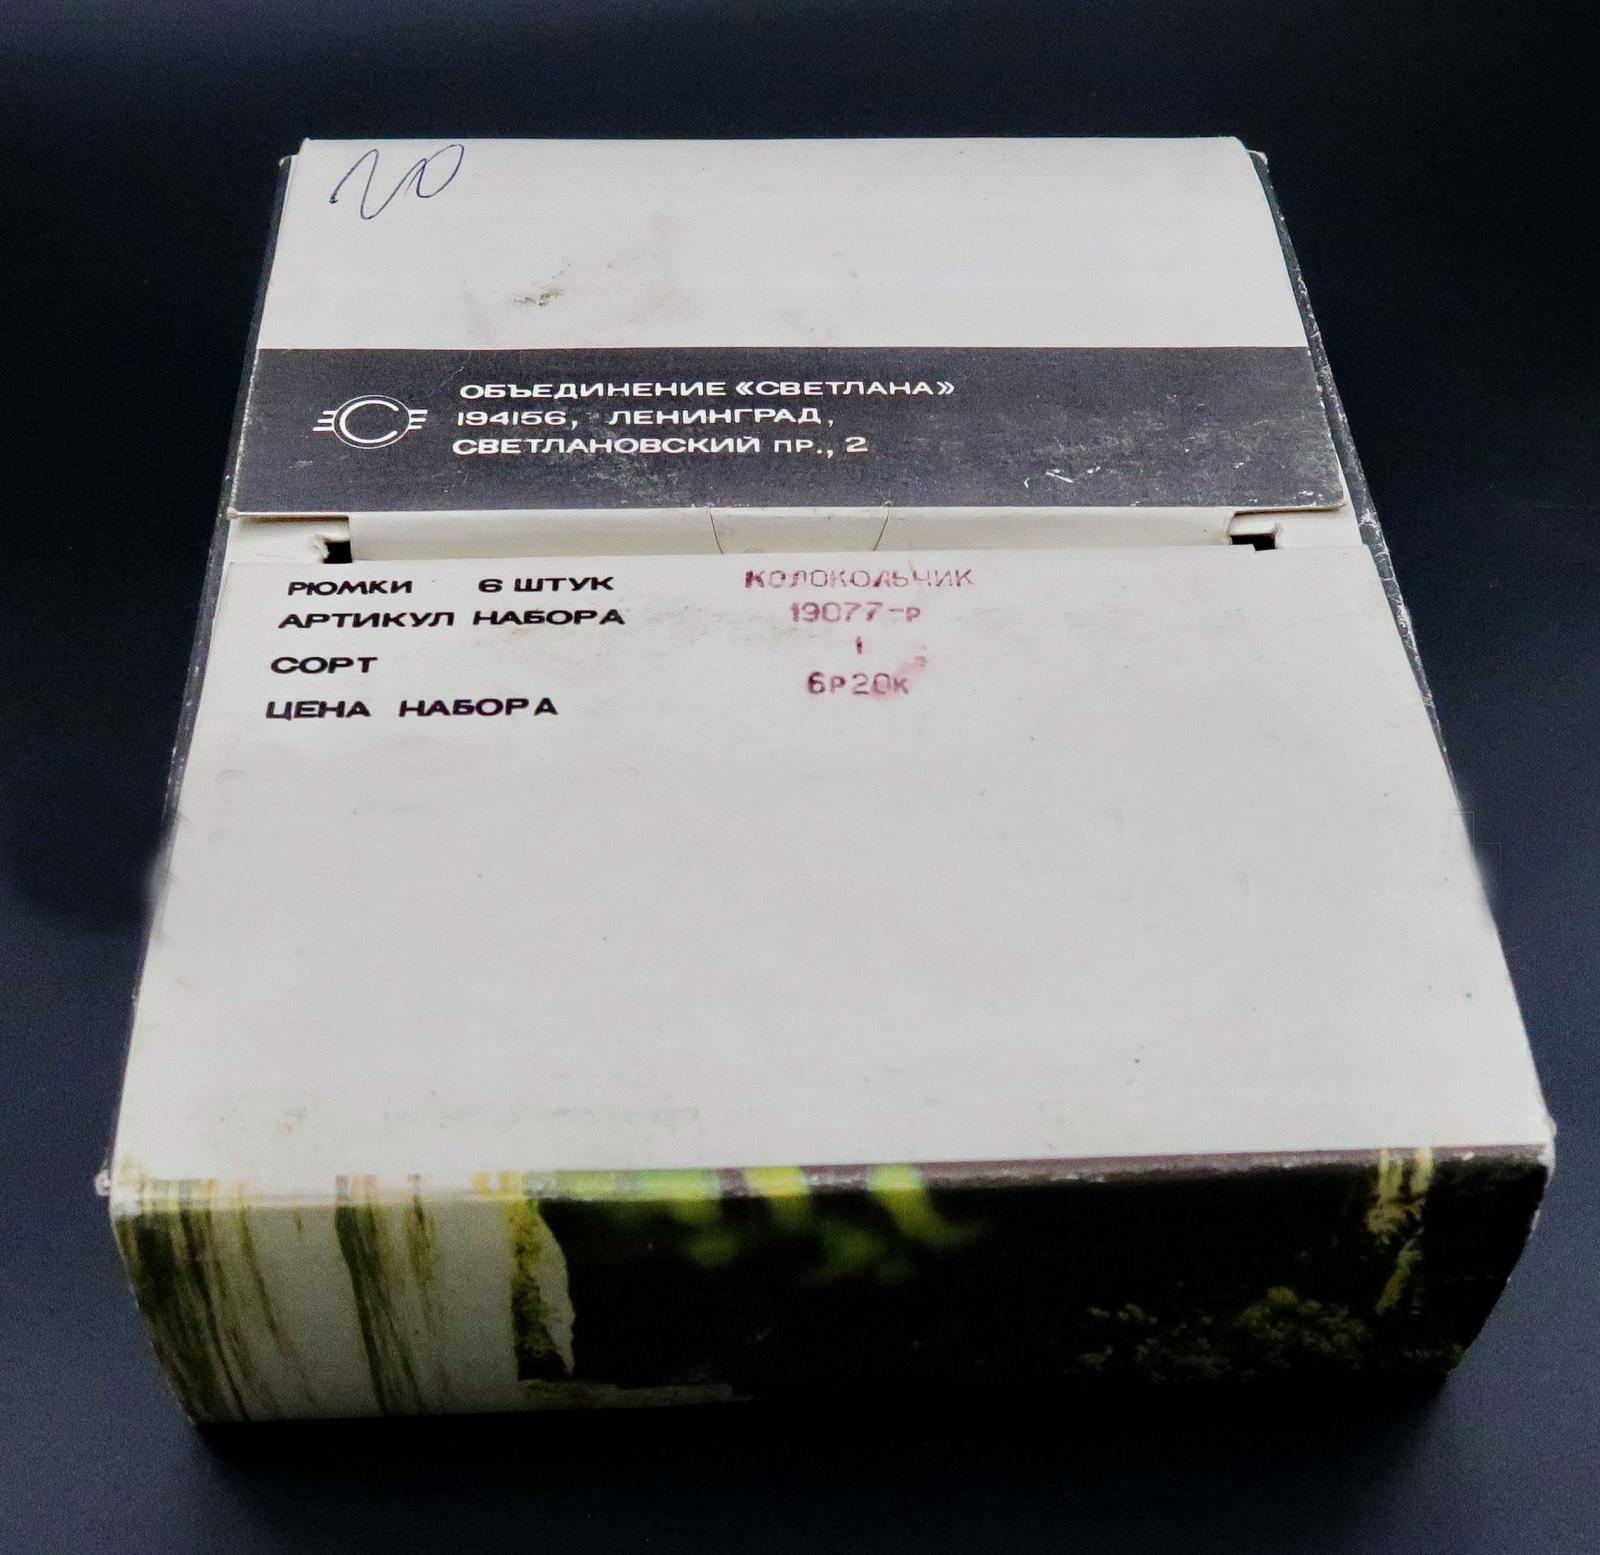 20
ОБЪЕДИНЕНИЕ «СВЕТЛАНА»
194156, ЛЕНИНГРАД,
СВЕТЛАНОВСКИЙ ПР., 2
РЮМКИ 6 ШТУК КОЛОКОЛЬЧИК
АРТИКУЛ НАБОРА 19077-Р
СОРТ 1
ЦЕНА НАБОРА 6Р20К